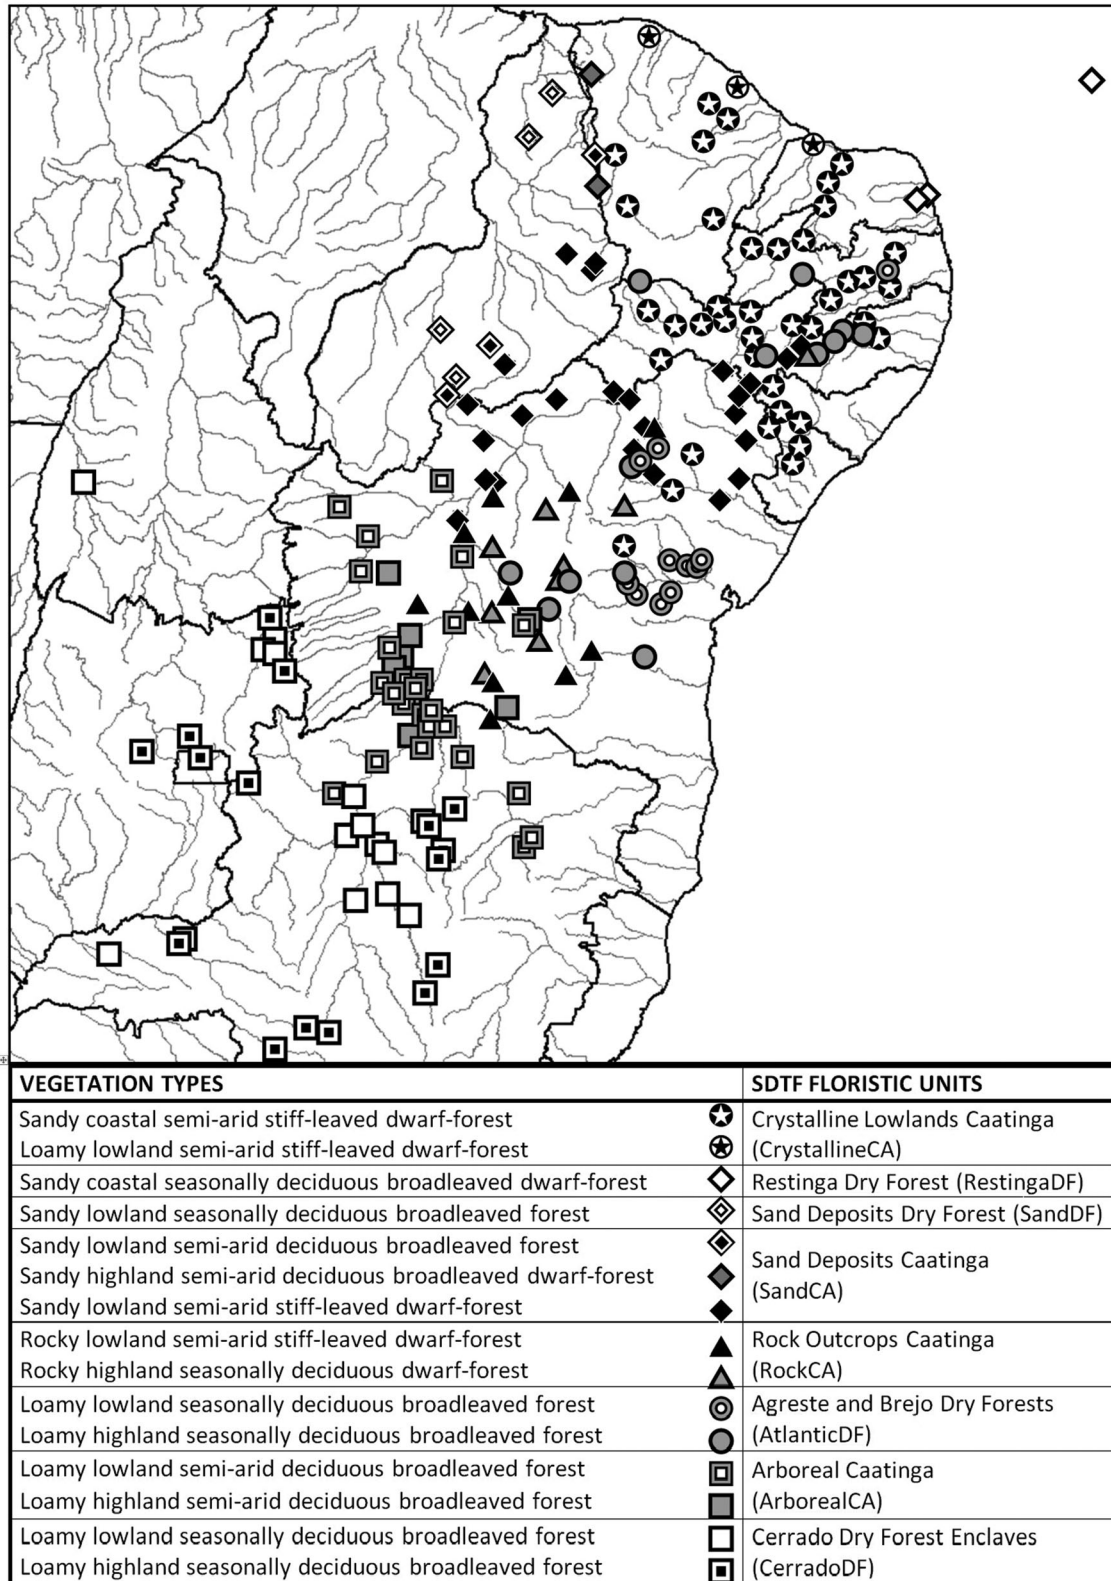 VEGETATION TYPES SDTF FLORISTIC UNITS
Sandy coastal semi-arid stiff-leaved dwarf-forest Crystalline Lowlands Caatinga
Loamy lowland semi-arid stiff-leaved dwarf-forest (CrystallineCA)
Sandy coastal seasonally deciduous broadleaved dwarf-forest Restinga Dry Forest (RestingaDF)
Sandy lowland seasonally deciduous broadleaved forest Sand Deposits Dry Forest (SandDF)
Sandy lowland semi-arid deciduous broadleaved forest
Sand Deposits Caatinga
Sandy highland semi-arid deciduous broadleaved dwarf-forest
(SandCA)
Sandy lowland semi-arid stiff-leaved dwarf-forest
Rocky lowland semi-arid stiff-leaved dwarf-forest Rock Outcrops Caatinga
Rocky highland seasonally deciduous dwarf-forest (RockCA)
Loamy lowland seasonally deciduous broadleaved forest Agreste and Brejo Dry Forests
Loamy highland seasonally deciduous broadleaved forest (AtlanticDF)
Loamy lowland semi-arid deciduous broadleaved forest Arboreal Caatinga
Loamy highland semi-arid deciduous broadleaved forest (ArborealCA)
Loamy lowland seasonally deciduous broadleaved forest Cerrado Dry Forest Enclaves
Loamy highland seasonally deciduous broadleaved forest (CerradoDF)